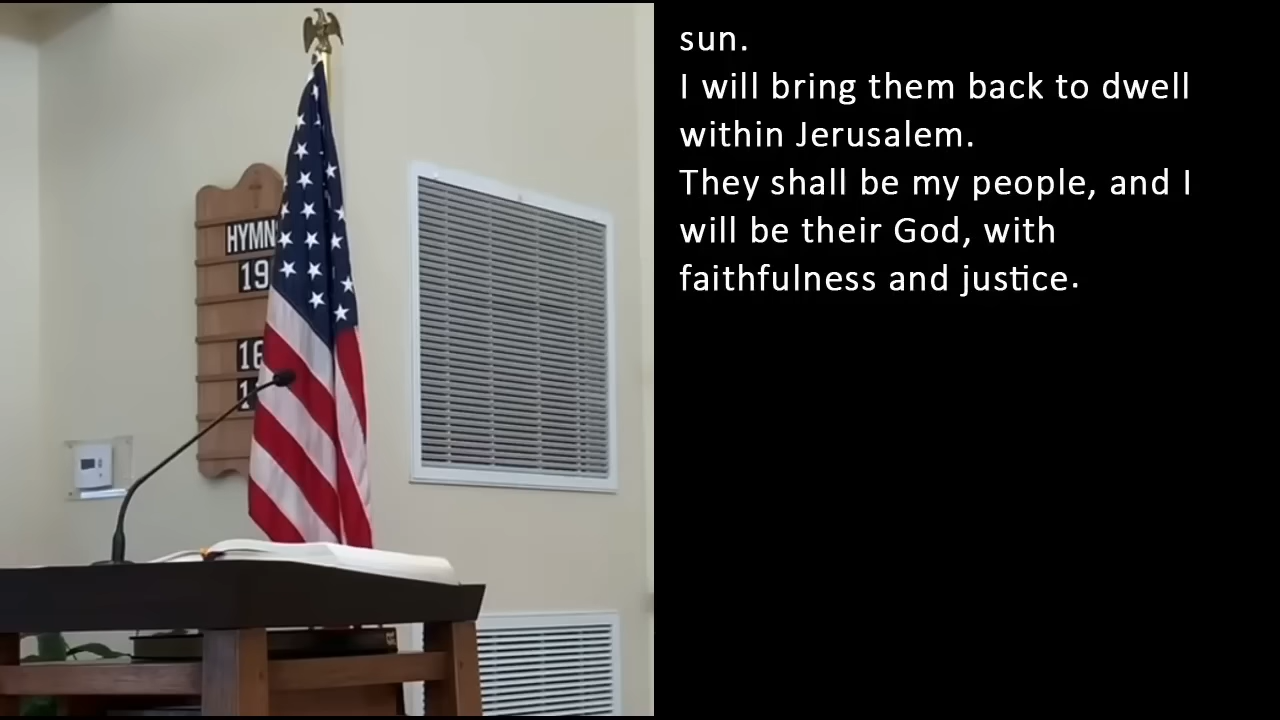 HYMN
19
16
sun.
I will bring them back to dwell
within Jerusalem.
They shall be my people, and I
will be their God, with
faithfulness and justice.